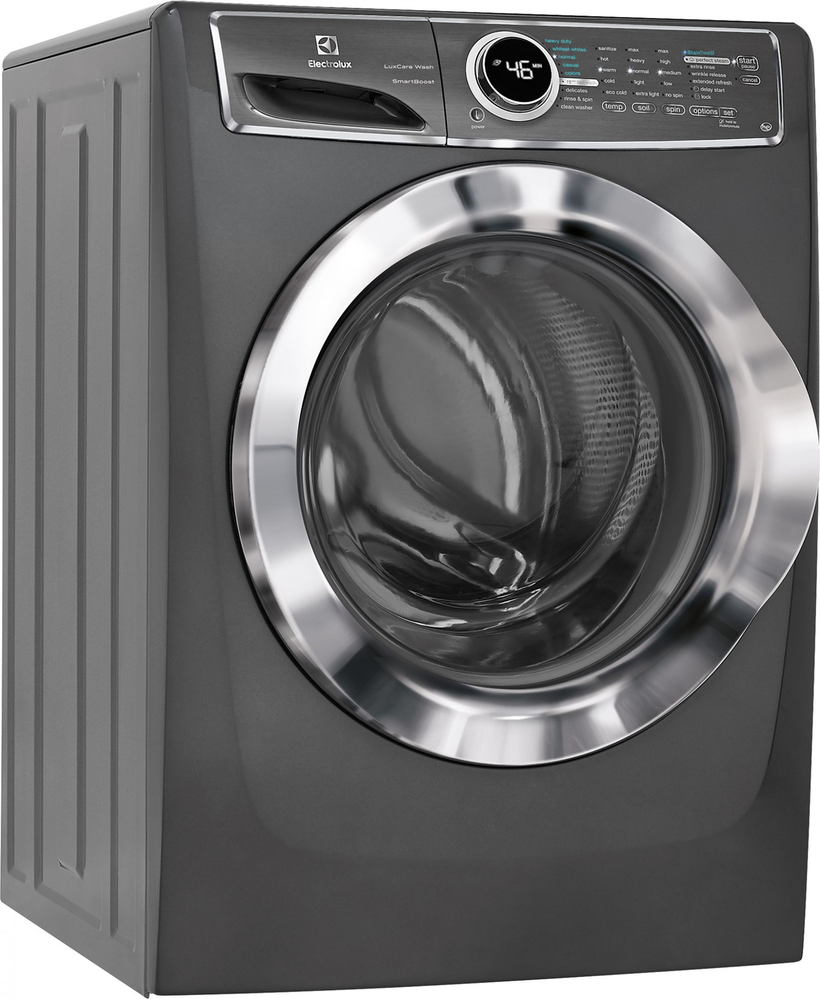 Electrolux
LuxCare Wash
SmartBoost
46 MIN
power
heavy duty
whitest whites
normal
casual
colors
15 min fast wash
delicates
rinse & spin
clean washer
sanitize
hot
warm
cold
eco cold
temp
max
heavy
normal
light
extra light
soil
max
high
medium
low
no spin
spin
StainTreatII
perfect steam
extra rinse
wrinkle release
extended refresh
delay start
lock
options set
hold to
mute/unmute
start
pause
cancel
he